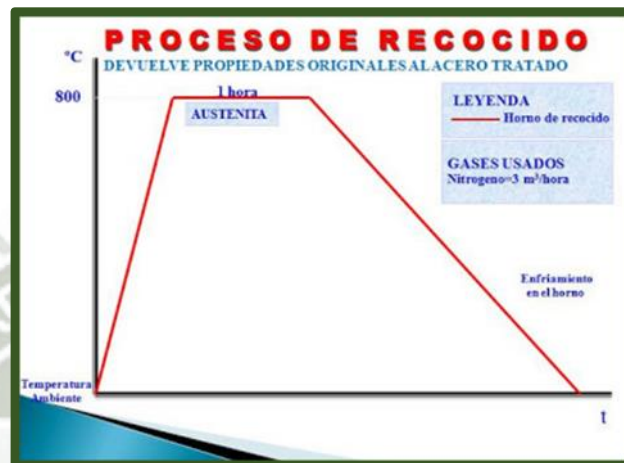 PROCESO DE RECOCIDO
ºC
DEVUELVE PROPIEDADES ORIGINALES AL ACERO TRATADO
800
1 hora
AUSTENITA
LEYENDA
Horno de recocido
GASES USADOS
Nitrogeno=3 m³/hora
Enfriamiento
en el horno
Temperatura
Ambiente
t